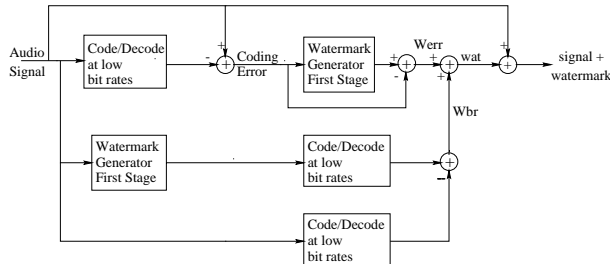 Audio
Signal
Code/Decode
at low
bit rates
-
+
+
Coding
Error
Watermark
Generator
First Stage
+
-
+
Werr
+
+
+
wat
+
+
signal +
watermark
Wbr
Watermark
Generator
First Stage
Code/Decode
at low
bit rates
+
--
Code/Decode
at low
bit rates